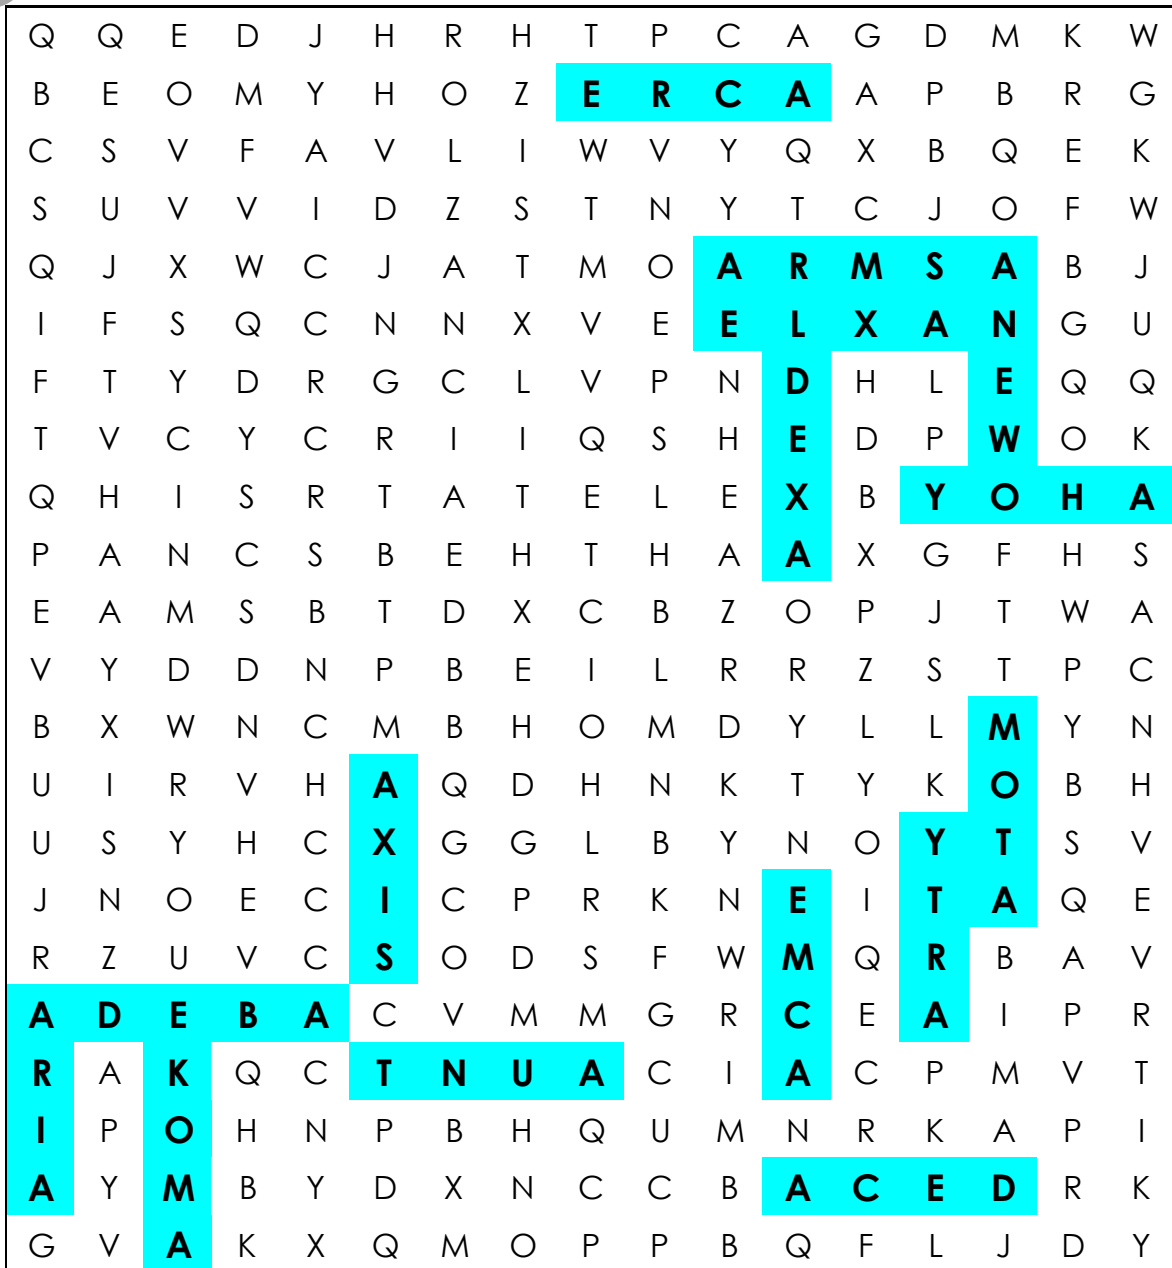 Q Q E D J H R H T P C A G D M K W
B E O M Y H O Z E R C A A P B R G
C S V F A V L I W V Y Q X B Q E K
S U V V I D Z S T N Y T C J O F W
Q J X W C J A T M O A R M S A B J
I F S Q C N N X V E E L X A N G U
F T Y D R G C L V P N D H L E Q Q
T V C Y C R I I Q S H E D P W O K
Q H I S R T A T E L E X B Y O H A
P A N C S B E H T H A A X G F H S
E A M S B T D X C B Z O P J T W A
V Y D D N P B E I L R R Z S T P C
B X W N C M B H O M D Y L L M Y N
U I R V H A Q D H N K T Y K O B H
U S Y H C X G G L B Y N O Y T S V
J N O E C I C P R K N E I T A Q E
R Z U V C S O D S F W M Q R B A V
A D E B A C V M M G R C E A I P R
R A K Q C T N U A C I A C P M V T
I P O H N P B H Q U M N R K A P I
A Y M B Y D X N C C B A C E D R K
G V A K X Q M O P P B Q F L J D Y